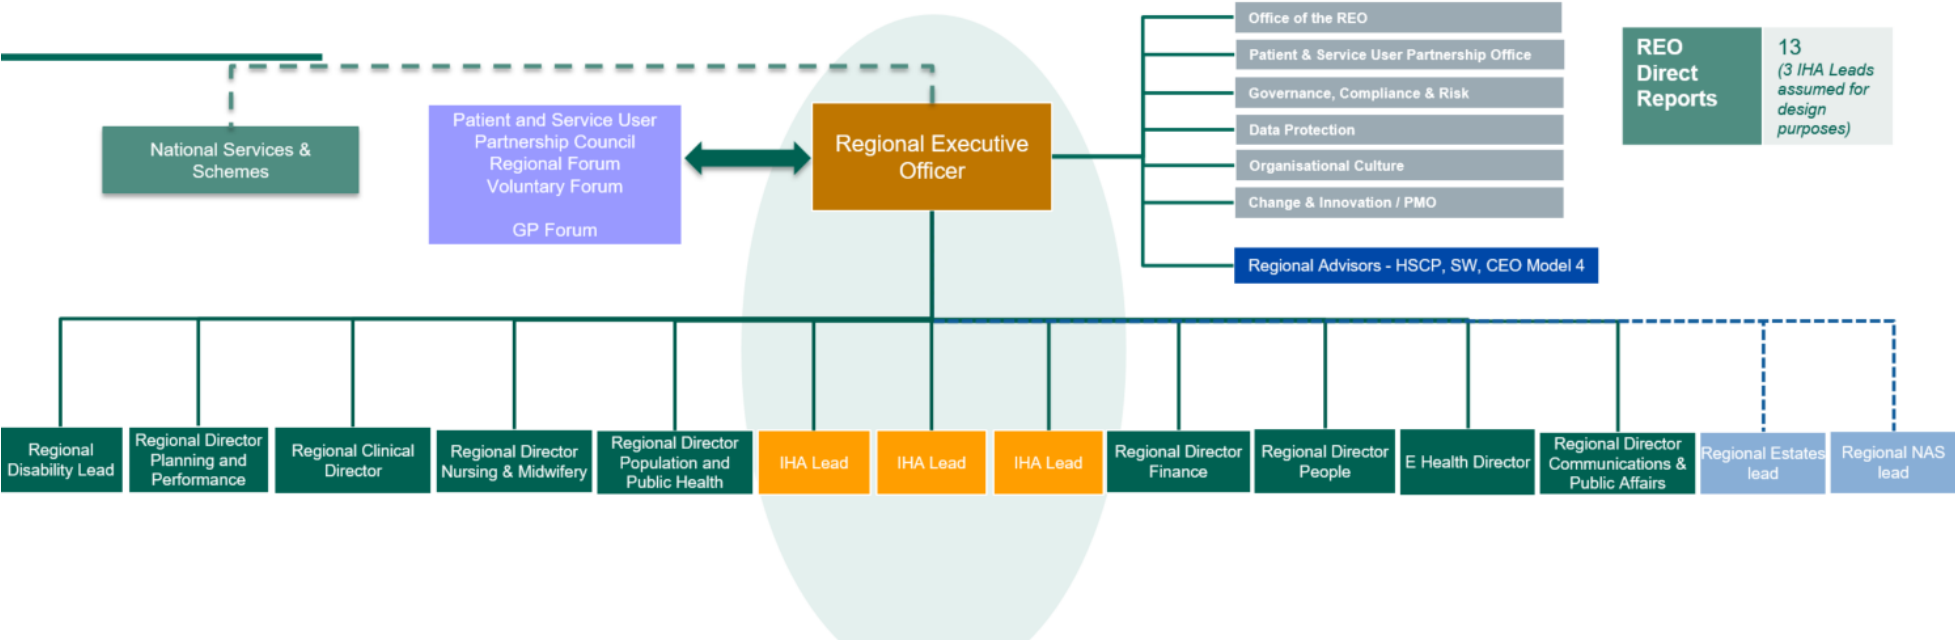 Office of the REO
Patient & Service User Partnership Office
Governance, Compliance & Risk
Data Protection
Organisational Culture
Change & Innovation / PMO
Regional Advisors - HSCP, SW, CEO Model 4
REO
Direct
Reports
13
(3 IHA Leads
assumed for
design
purposes)
National Services &
Schemes
Patient and Service User
Partnership Council
Regional Forum
Voluntary Forum
GP Forum
Regional Executive
Officer
Regional
Disability Lead
Regional Director
Planning and
Performance
Regional Clinical
Director
Regional Director
Nursing & Midwifery
Regional Director
Population and
Public Health
IHA Lead
IHA Lead
IHA Lead
Regional Director
Finance
Regional Director
People
E Health Director
Regional Director
Communications &
Public Affairs
Regional Estates
lead
Regional NAS
lead